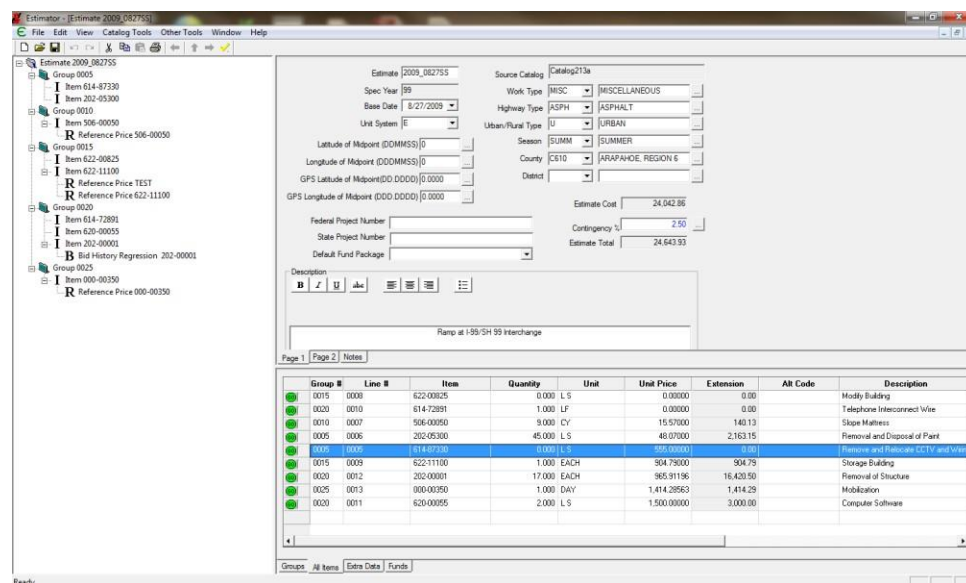 Estimator - [Estimate 2009_0827SS]
File Edit View Catalog Tools Other Tools Window Help
Estimate 2009_0827SS
Group 0005
I Item 614-87330
I Item 202-05300
Group 0010
I Item 506-00050
R Reference Price 506-00050
Group 0015
I Item 622-00825
I Item 622-11100
R Reference Price TEST
R Reference Price 622-11100
Group 0020
I Item 614-72891
I Item 620-00055
I Item 202-00001
B Bid History Regression 202-00001
Group 0025
I Item 000-00350
R Reference Price 000-00350
Estimate 2009_0827SS Source Catalog Catalog213a
Spec Year 99 Work Type MISC MISCELLANEOUS ...
Base Date 8/27/2009 Highway Type ASPH ASPHALT ...
Unit System E Urban/Rural Type U URBAN ...
Latitude of Midpoint (DDMMSS) 0 ... Season SUMM SUMMER ...
Longitude of Midpoint (DDDMMSS) 0 ... County C610 ARAPAHOE, REGION 6 ...
GPS Latitude of Midpoint(DD.DDDD) 0.0000 ... District ...
GPS Longitude of Midpoint (DDD.DDDD) 0.0000 ... Estimate Cost 24,042.86
Federal Project Number Contingency % 2.50 ...
State Project Number Estimate Total 24,643.93
Default Fund Package
Description
B I U abc
Ramp at I-99/SH 99 Interchange
Page 1 Page 2 Notes
Group # Line # Item Quantity Unit Unit Price Extension Alt Code Description
0015 0008 622-00825 0.000 L S 0.00000 0.00 Modify Building
0020 0010 614-72891 1.000 LF 0.00000 0.00 Telephone Interconnect Wire
0010 0007 506-00050 9.000 CY 15.57000 140.13 Slope Mattress
0005 0006 202-05300 45.000 L S 48.07000 2,163.15 Removal and Disposal of Paint
0005 0005 614-87330 0.000 L S 555.00000 0.00 Remove and Relocate CCTV and
0015 0009 622-11100 1.000 EACH 904.79000 904.79 Storage Building
0020 0012 202-00001 17.000 EACH 965.91196 16,420.50 Removal of Structure
0025 0013 000-00350 1.000 DAY 1,414.28563 1,414.29 Mobilization
0020 0011 620-00055 2.000 L S 1,500.00000 3,000.00 Computer Software
Groups All Items Extra Data Funds
Ready